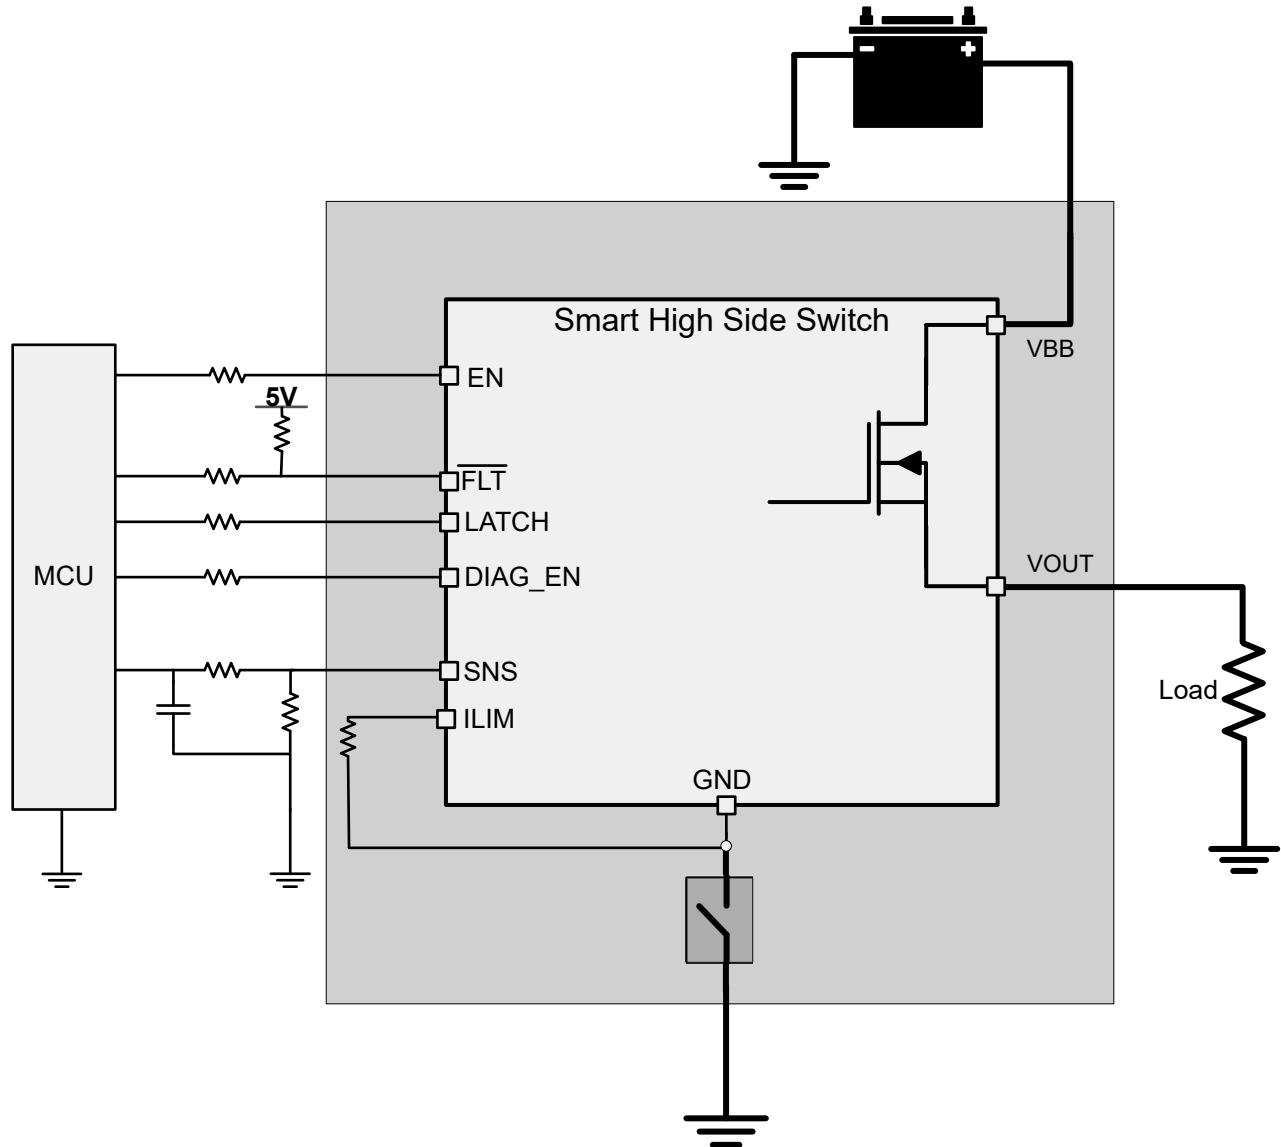 Smart High Side Switch
VBB
EN
5V
FLT
LATCH
VOUT
MCU
DIAG_EN
SNS
Load
ILIM
GND